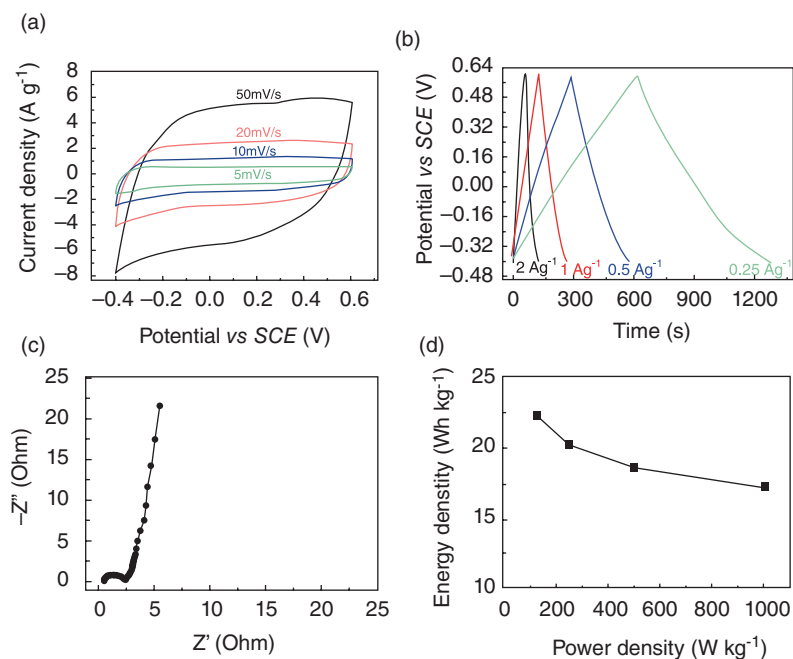 (a)
Current density (A g⁻¹)
8
6
4
2
0
–2
–4
–6
–8
50mV/s
20mV/s
10mV/s
5mV/s
–0.4 –0.2 0.0 0.2 0.4 0.6
Potential vs SCE (V)
(b)
Potential vs SCE (V)
0.64
0.48
0.32
0.16
0.00
–0.16
–0.32
–0.48
2 Ag⁻¹ 1 Ag⁻¹ 0.5 Ag⁻¹ 0.25 Ag⁻¹
0 300 600 900 1200
Time (s)
(c)
–Z" (Ohm)
25
20
15
10
5
0
0 5 10 15 20 25
Z' (Ohm)
(d)
Energy denstity (Wh kg⁻¹)
25
22
15
10
0 200 400 600 800 1000
Power density (W kg⁻¹)